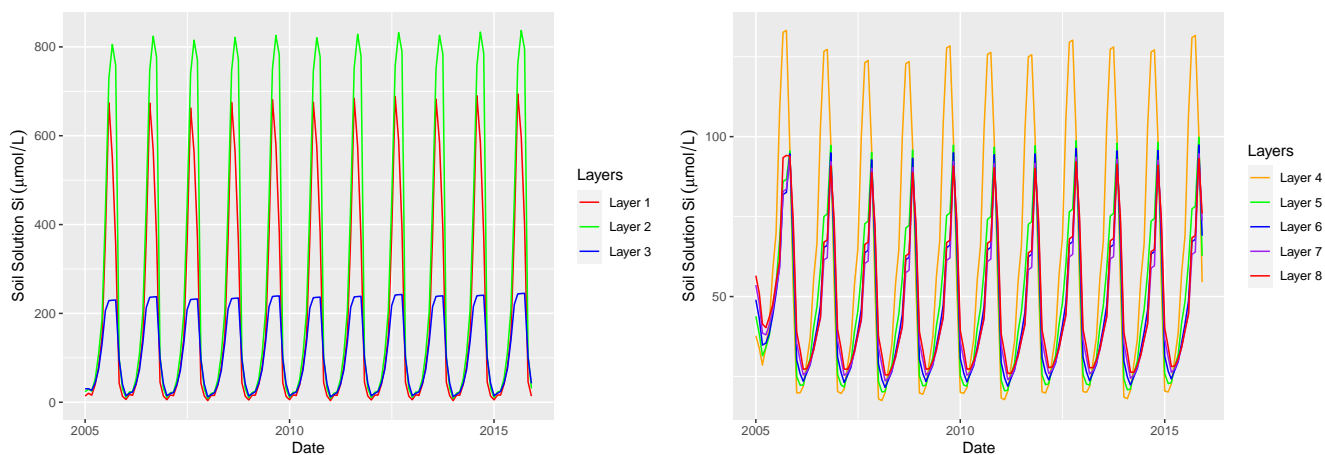 Soil Solution Si (μmol/L)
800
600
400
200
0
2005
2010
2015
Date
Layers
Layer 1
Layer 2
Layer 3
Soil Solution Si (μmol/L)
100
50
2005
2010
2015
Date
Layers
Layer 4
Layer 5
Layer 6
Layer 7
Layer 8